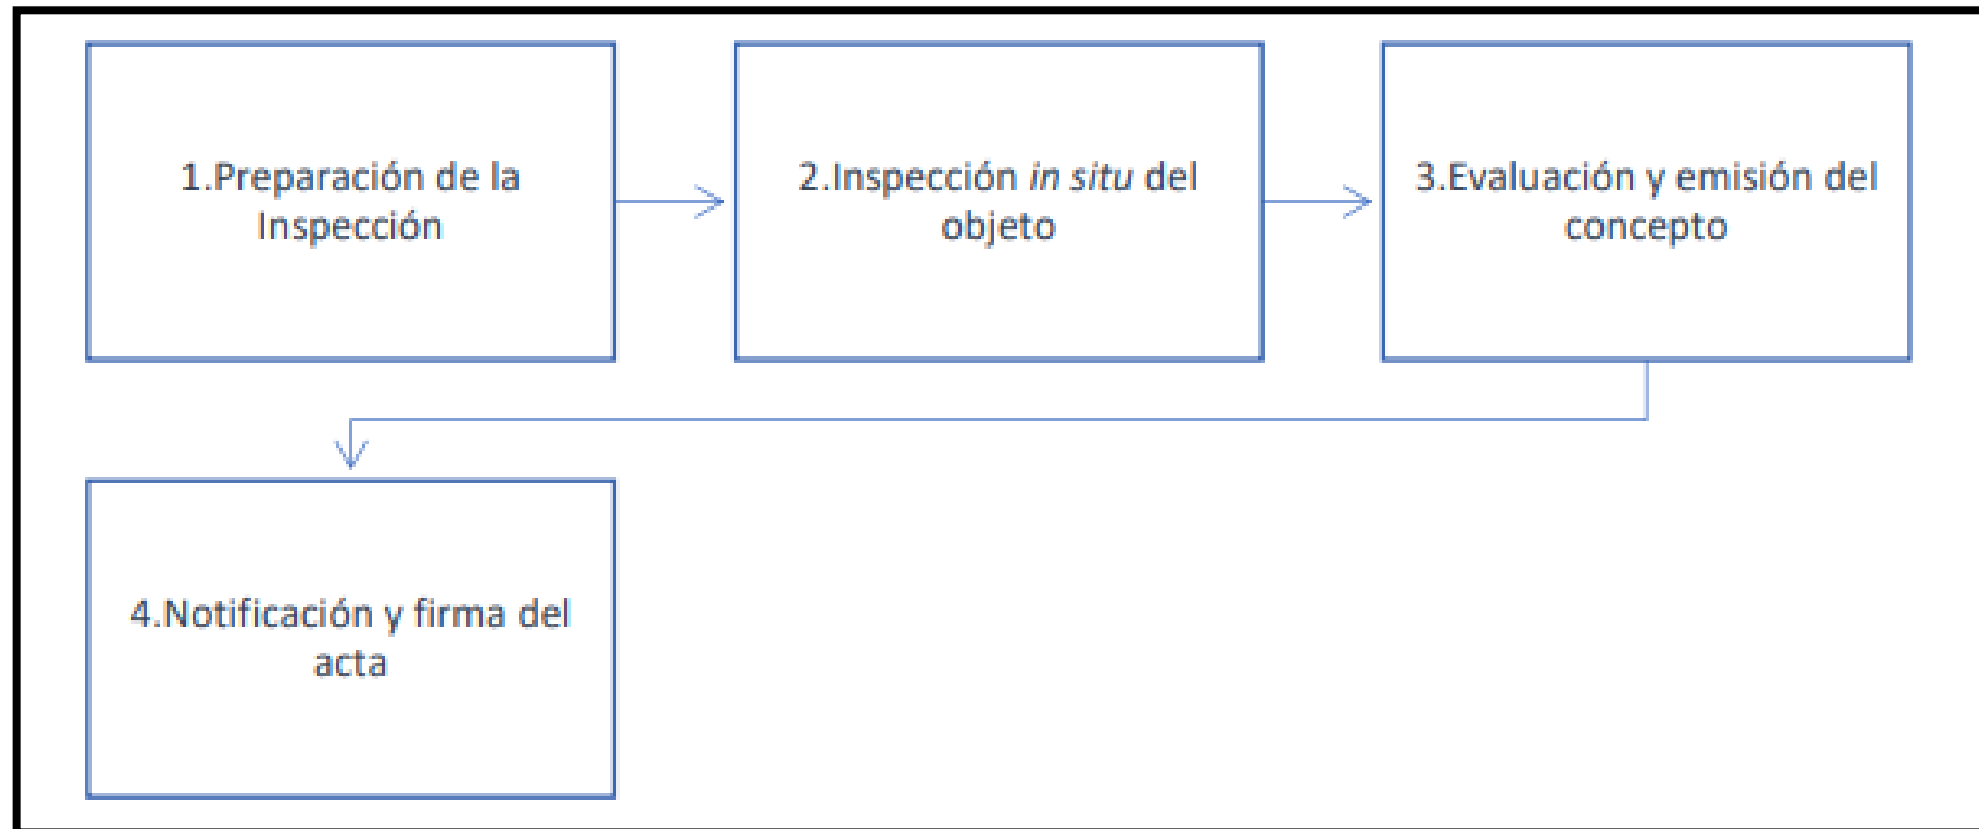 1.Preparación de la
Inspección
2.Inspección in situ del
objeto
3.Evaluación y emisión del
concepto
4.Notificación y firma del
acta